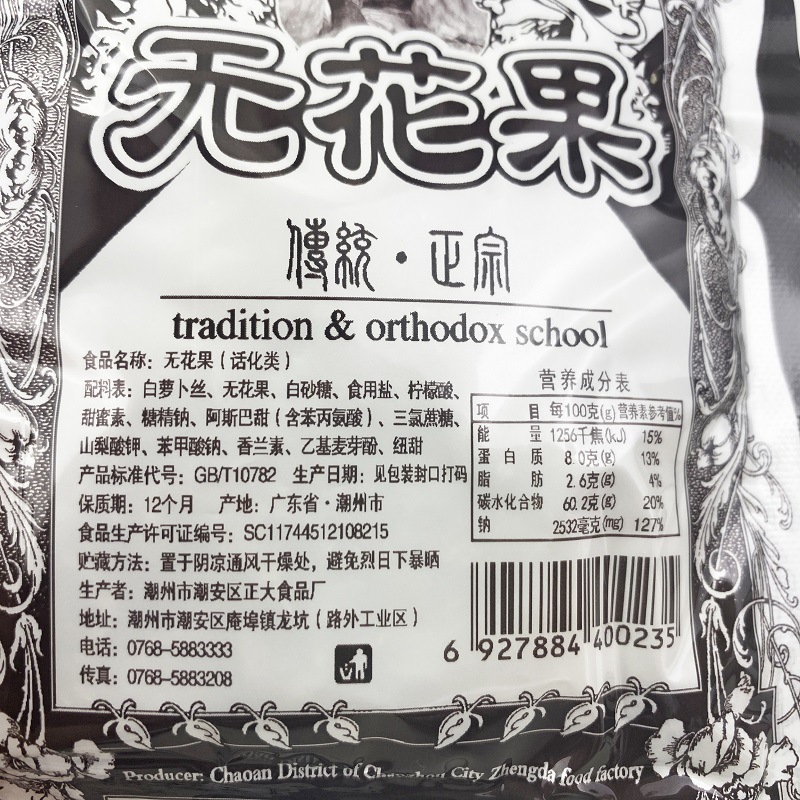 无花果
傳統·正宗
tradition & orthodox school
食品名称：无花果（话化类）
配料表：白萝卜丝、无花果、白砂糖、食用盐、柠檬酸、
甜蜜素、糖精钠、阿斯巴甜（含苯丙氨酸）、三氯蔗糖、
山梨酸钾、苯甲酸钠、香兰素、乙基麦芽酚、纽甜
产品标准代号：GB/T10782 生产日期：见包装封口打码
保质期：12个月 产地：广东省·潮州市
食品生产许可证编号：SC11744512108215
贮藏方法：置于阴凉通风干燥处，避免烈日下暴晒
生产者：潮州市潮安区正大食品厂
地址：潮州市潮安区庵埠镇龙坑（路外工业区）
电话：0768-5883333
传真：0768-5883208
营养成分表
项 目 每100克(g) 营养素参考值%
能 量 1256千焦(kJ) 15%
蛋白质 8.0克(g) 13%
脂 肪 2.6克(g) 4%
碳水化合物 60.2克(g) 20%
钠 2532毫克(mg) 127%
6 927884 400235
Producer: Chaoan District of Chaozhou City Zhengda food factory